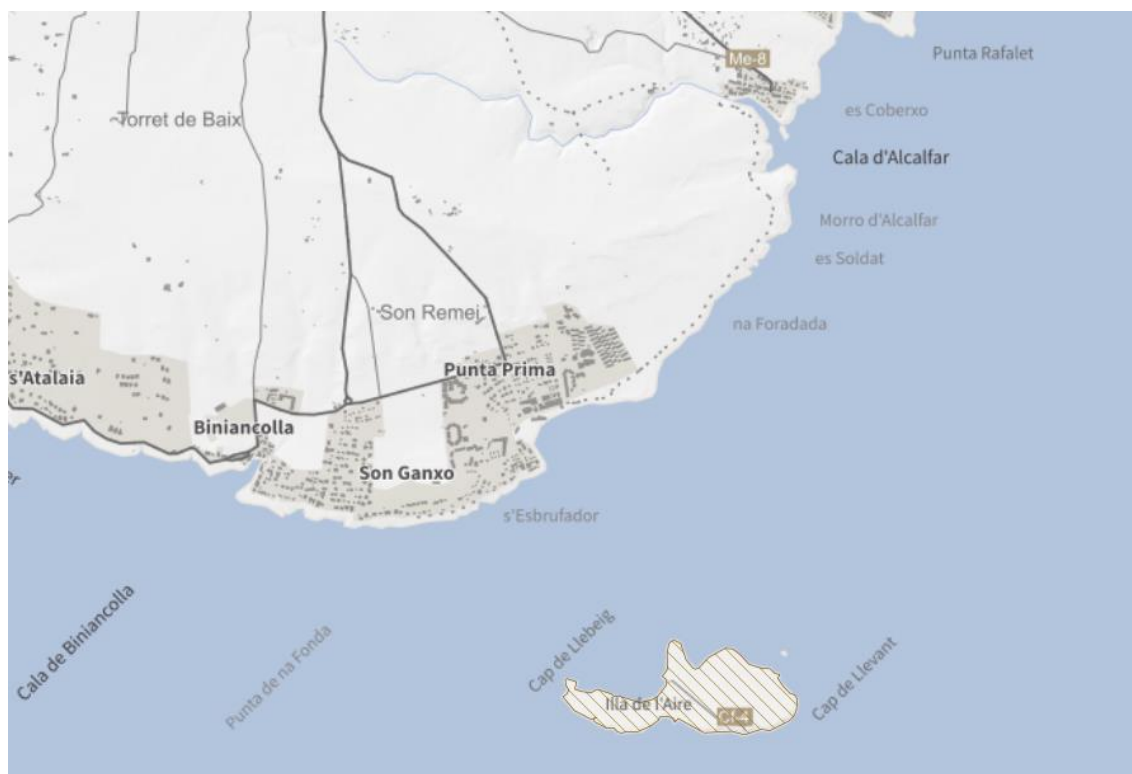 Punta Rafalet
Me-8
es Coberxo
Torret de Baix
Cala d'Alcalfar
Morro d'Alcalfar
es Soldat
Son Remei
na Foradada
Punta Prima
s'Atalaia
Biniancolla
Son Ganxo
s'Esbrufador
Cala de Biniancolla
Punta de na Fonda
Cap de Llebeig
Cap de Llevant
Illa de l'Aire
Cf-4